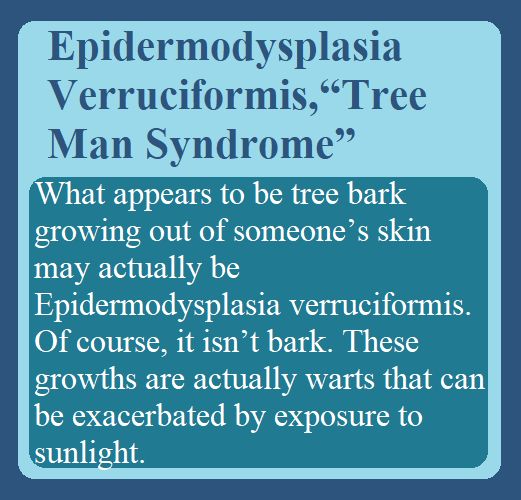 Epidermodysplasia
Verruciformis,“Tree
Man Syndrome”
What appears to be tree bark
growing out of someone’s skin
may actually be
Epidermodysplasia verruciformis.
Of course, it isn’t bark. These
growths are actually warts that can
be exacerbated by exposure to
sunlight.